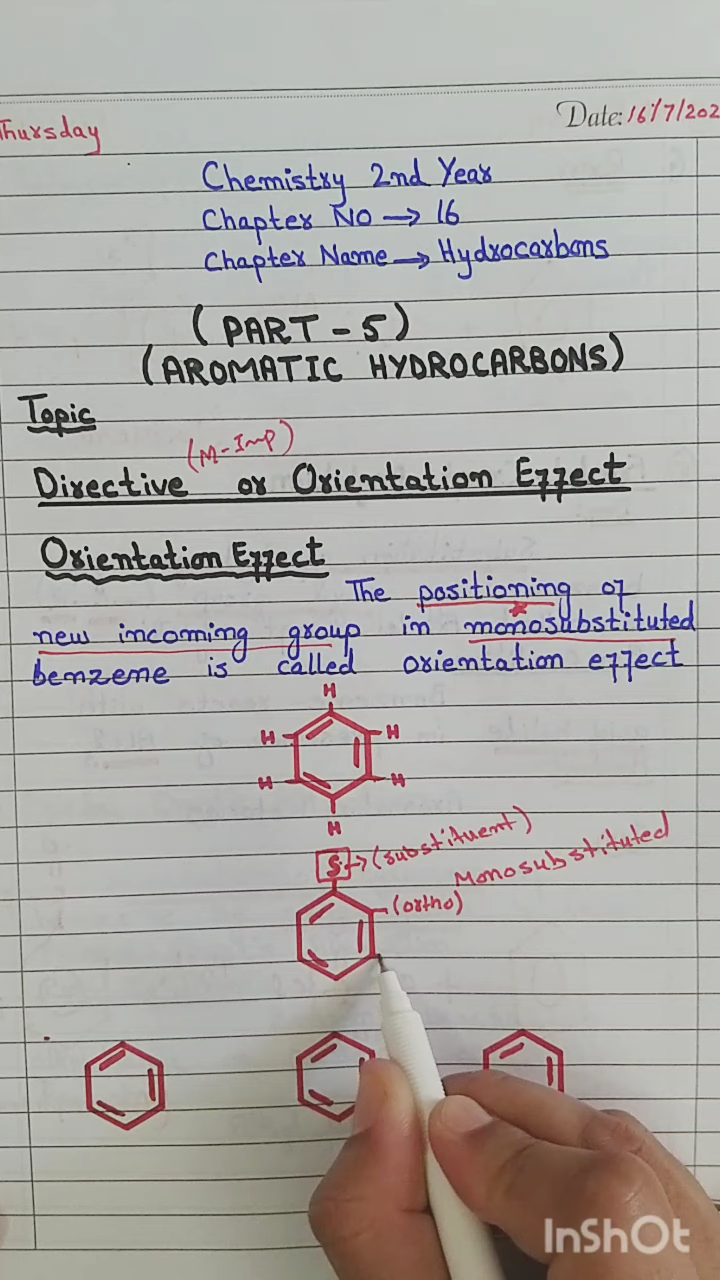 Thursday
Date: 16/7/202
Chemistry 2nd Year
Chapter No → 16
Chapter Name → Hydrocarbons
(PART-5)
(AROMATIC HYDROCARBONS)
Topic
(M-Imp)
Directive or Orientation Effect
Orientation Effect
The positioning of
new incoming group in monosubstituted
benzene is called orientation effect
H
H H
H H
H
S → (substituent)
Monosubstituted
(ortho)
InShOt